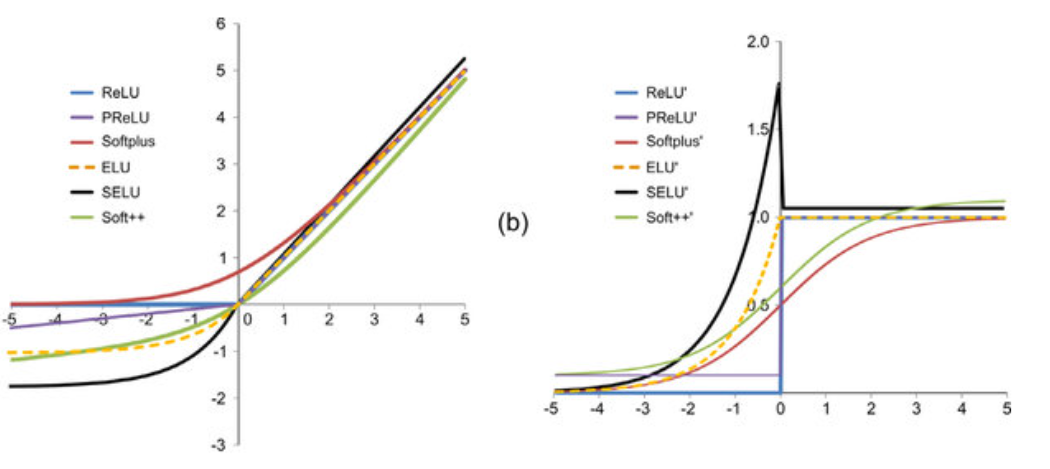 6
5
4
3
2
1
-5 -4 -3 -2 -1 0 1 2 3 4 5
-1
-2
-3
ReLU
PReLU
Softplus
ELU
SELU
Soft++
(b)
2.0
1.5
1.0
0.5
-5 -4 -3 -2 -1 0 1 2 3 4 5
ReLU'
PReLU'
Softplus'
ELU'
SELU'
Soft++'